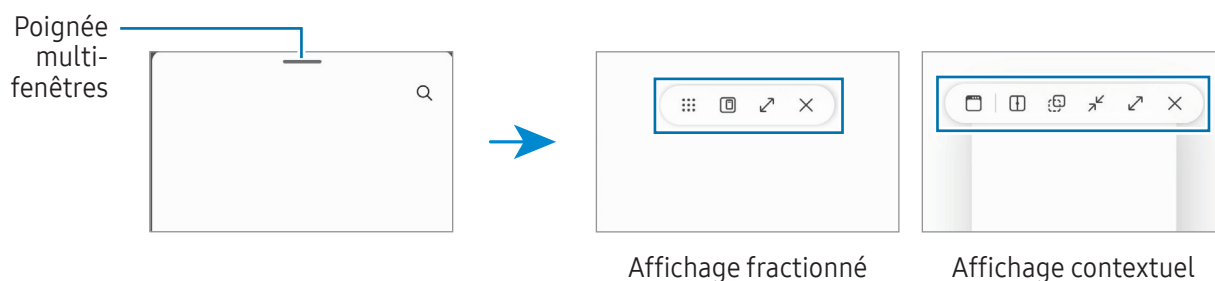 Poignée
multi-
fenêtres
Affichage fractionné
Affichage contextuel